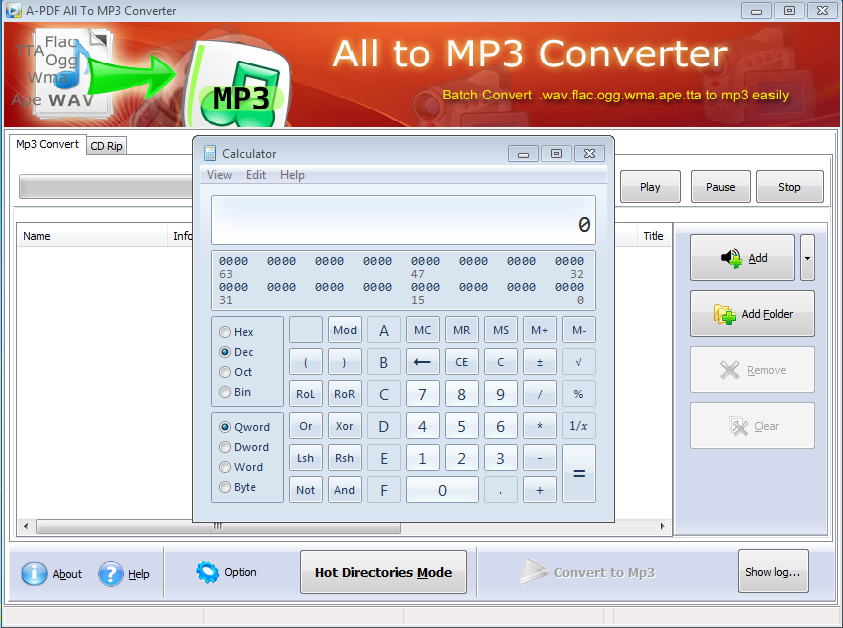 A-PDF All To MP3 Converter
TTA Flac
Ogg
Wma
Ape WAV
MP3
All to MP3 Converter
Batch Convert .wav.flac.ogg.wma.ape.tta to mp3 easily
Mp3 Convert CD Rip
Play Pause Stop
Name Info Title
Add
Add Folder
Remove
Clear
Calculator
View Edit Help
0
0000 0000 0000 0000 0000 0000 0000 0000
63 47 32
0000 0000 0000 0000 0000 0000 0000 0000
31 15 0
Hex
Dec
Oct
Bin
Qword
Dword
Word
Byte
Mod A MC MR MS M+ M-
( ) B ← CE C ± √
RoL RoR C 7 8 9 / %
Or Xor D 4 5 6 * 1/x
Lsh Rsh E 1 2 3 - =
Not And F 0 . +
About Help Option Hot Directories Mode Convert to Mp3 Show log...